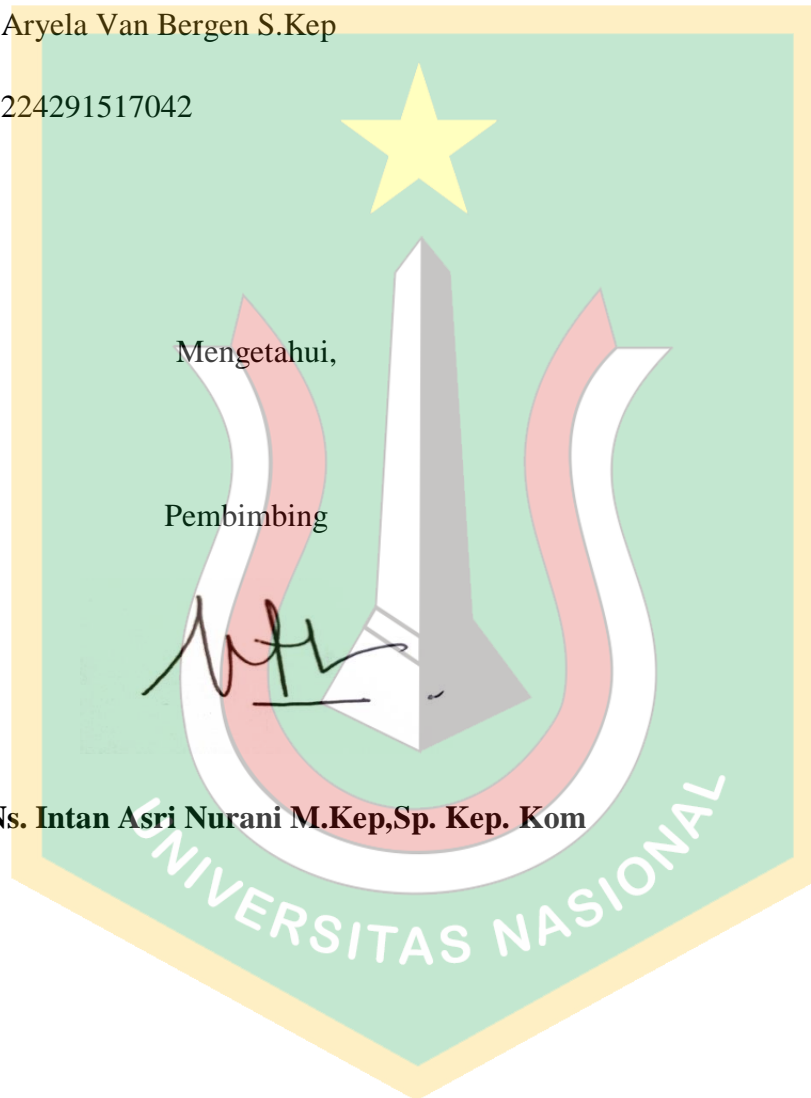 Aryela Van Bergen S.Kep
224291517042
Mengetahui,
Pembimbing
Ns. Intan Asri Nurani M.Kep,Sp. Kep. Kom
UNIVERSITAS NASIONAL